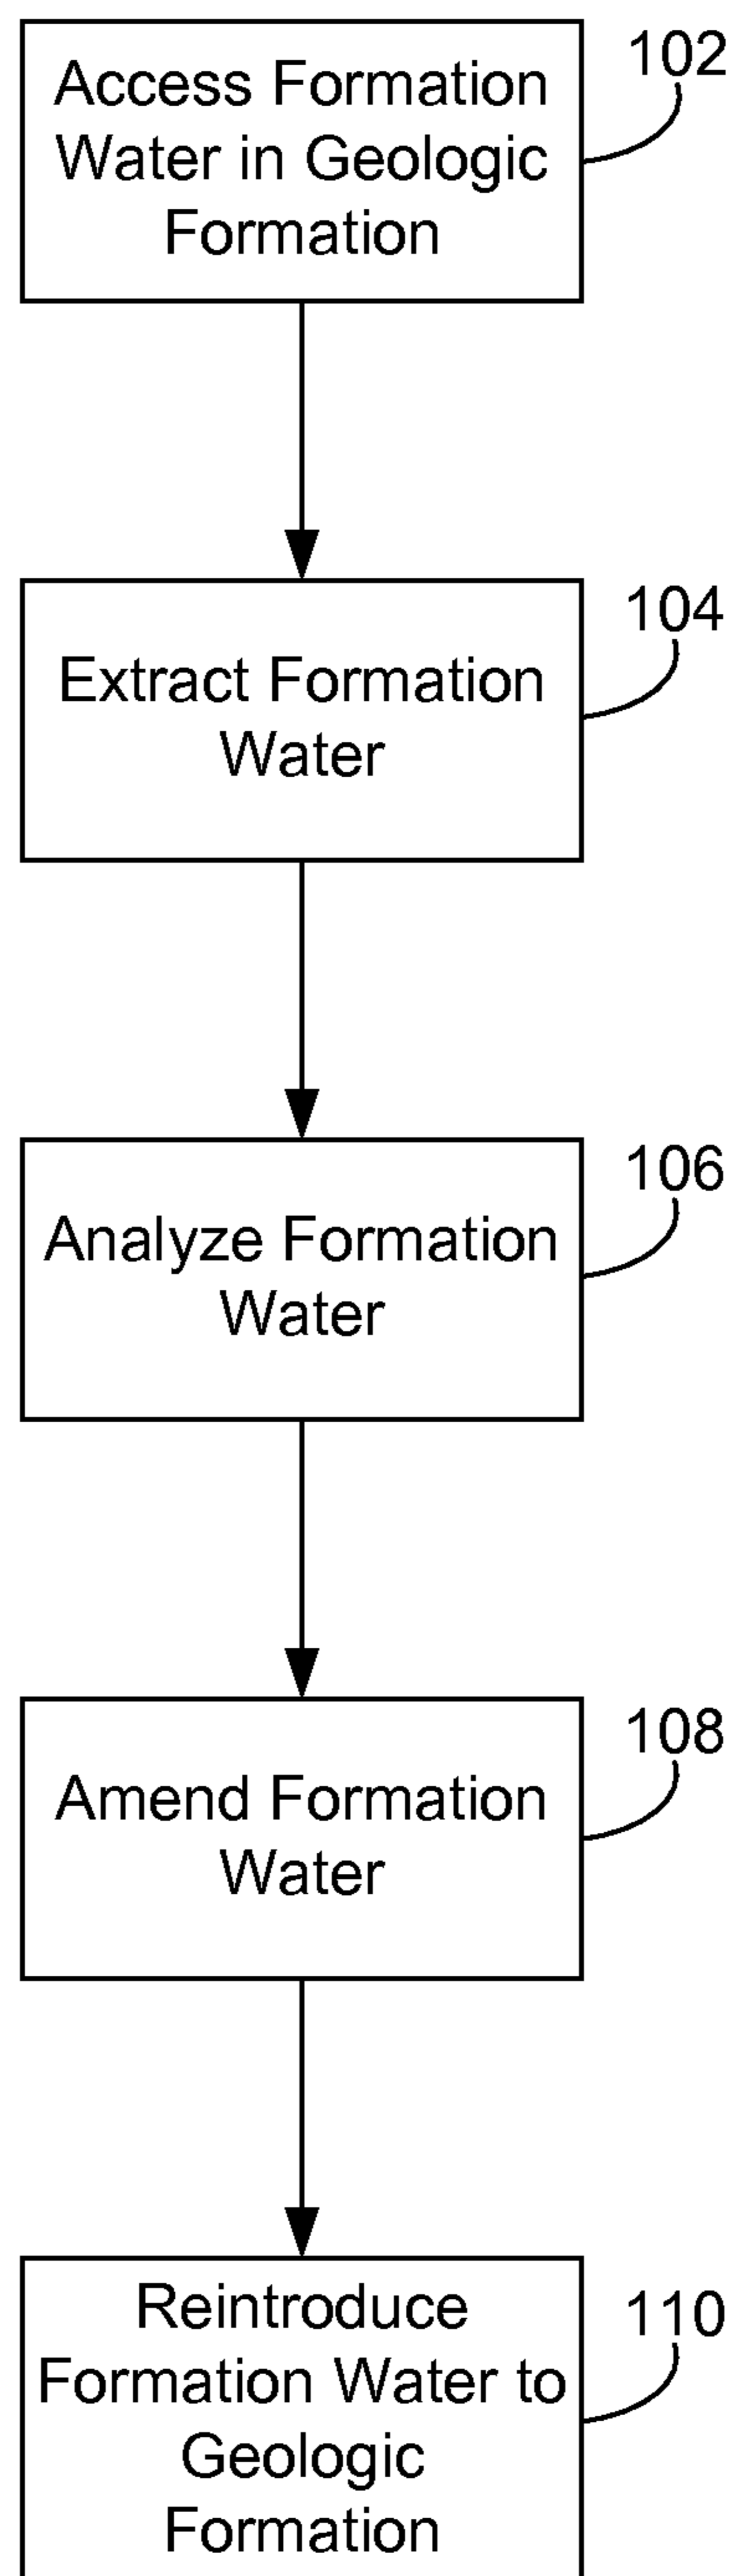 Access Formation
Water in Geologic
Formation
102
Extract Formation
Water
104
Analyze Formation
Water
106
Amend Formation
Water
108
Reintroduce
Formation Water to
Geologic
Formation
110